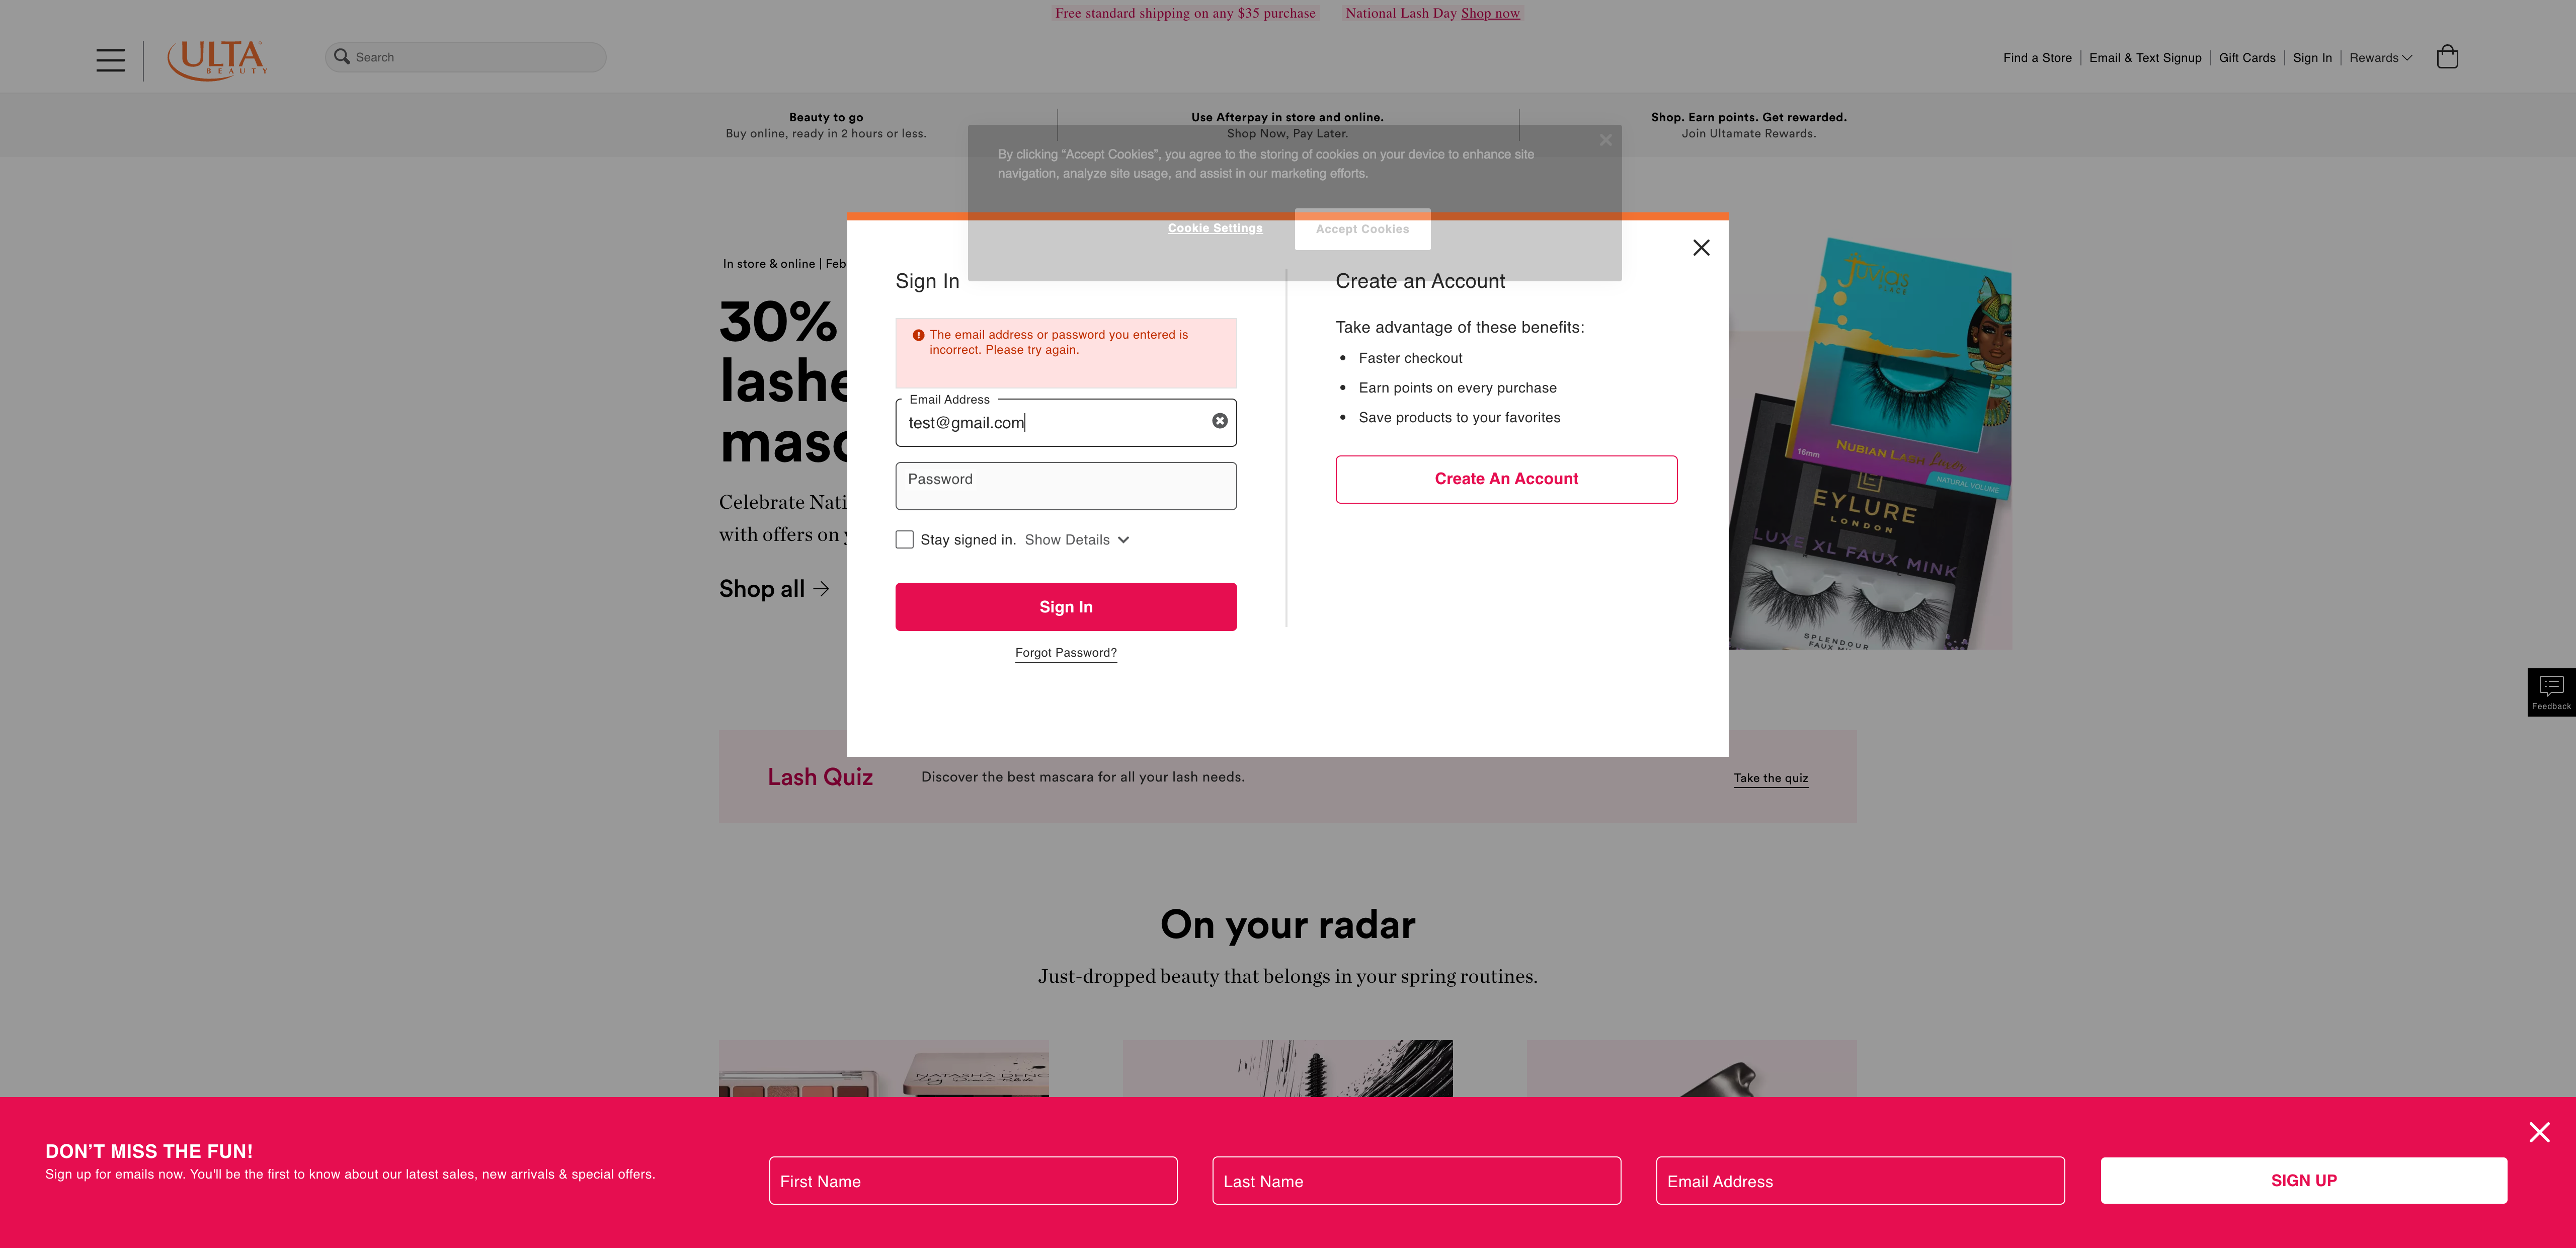 Free standard shipping on any $35 purchase
National Lash Day Shop now
ULTA
BEAUTY
Search
Find a Store
Email & Text Signup
Gift Cards
Sign In
Rewards
Beauty to go
Buy online, ready in 2 hours or less.
Use Afterpay in store and online.
Shop Now, Pay Later.
Shop. Earn points. Get rewarded.
Join Ultamate Rewards.
By clicking “Accept Cookies”, you agree to the storing of cookies on your device to enhance site
navigation, analyze site usage, and assist in our marketing efforts.
Cookie Settings
Accept Cookies
In store & online | Feb
30%
lashe
masc
Celebrate Nati
with offers on y
Shop all
Sign In
The email address or password you entered is
incorrect. Please try again.
Email Address
test@gmail.com
Password
Stay signed in. Show Details
Sign In
Forgot Password?
Create an Account
Take advantage of these benefits:
• Faster checkout
• Earn points on every purchase
• Save products to your favorites
Create An Account
Juvia's
PLACE
16mm
NUBIAN LASH
NATURAL VOLUME
EYLURE
LONDON
LUXE XL FAUX MINK
SPLENDOUR
Feedback
Lash Quiz
Discover the best mascara for all your lash needs.
Take the quiz
On your radar
Just-dropped beauty that belongs in your spring routines.
NATASHA DENO
DON’T MISS THE FUN!
Sign up for emails now. You'll be the first to know about our latest sales, new arrivals & special offers.
First Name
Last Name
Email Address
SIGN UP